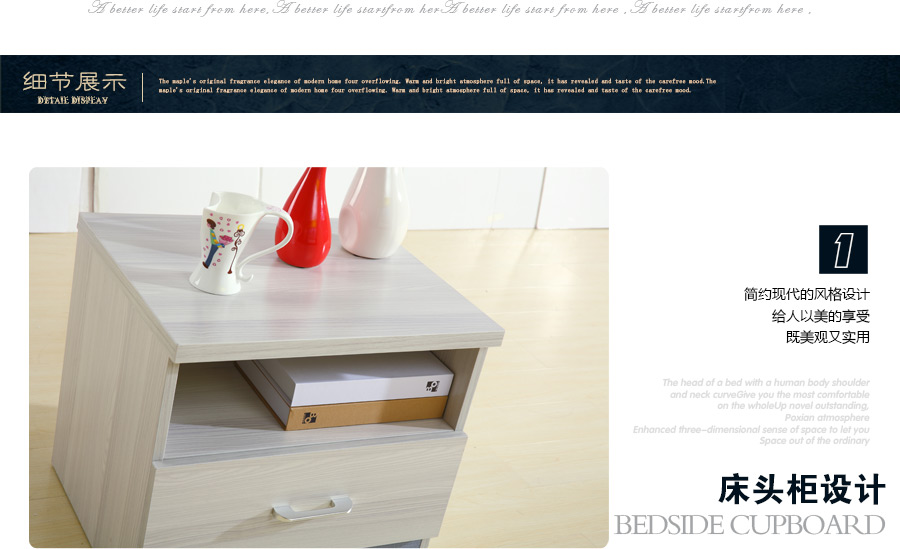 A better life start from here,A better life startfrom herA better life start from here ,A better life startfrom here ,
细节展示
DETAIL DISPLAY
The maple's original fragrance elegance of modern home four overflowing. Warm and bright atmosphere full of space, it has revealed and taste of the carefree mood.The
maple's original fragrance elegance of modern home four overflowing. Warm and bright atmosphere full of space, it has revealed and taste of the carefree mood.
1
简约现代的风格设计
给人以美的享受
既美观又实用
The head of a bed with a human body shoulder
and neck curveGive you the most comfortable
on the wholeUp novel outstanding,
Poxian atmosphere
Enhanced three-dimensional sense of space to let you
Space out of the ordinary
床头柜设计
BEDSIDE CUPBOARD